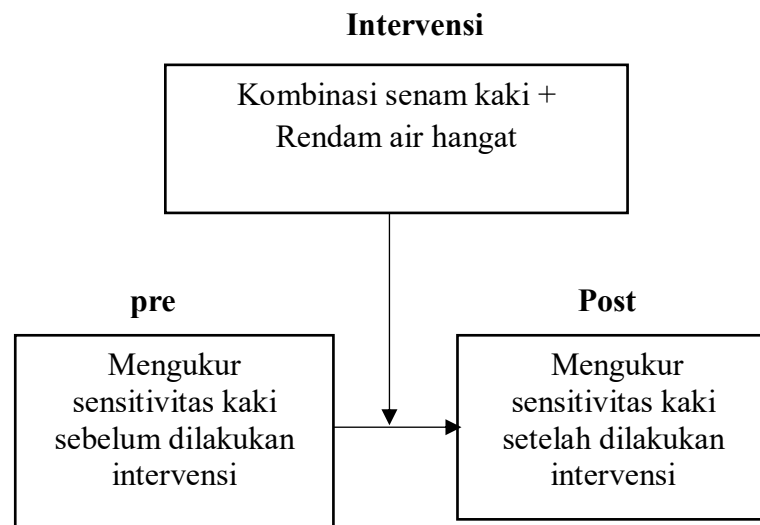 Intervensi
Kombinasi senam kaki +
Rendam air hangat
pre
Mengukur
sensitivitas kaki
sebelum dilakukan
intervensi
Post
Mengukur
sensitivitas kaki
setelah dilakukan
intervensi